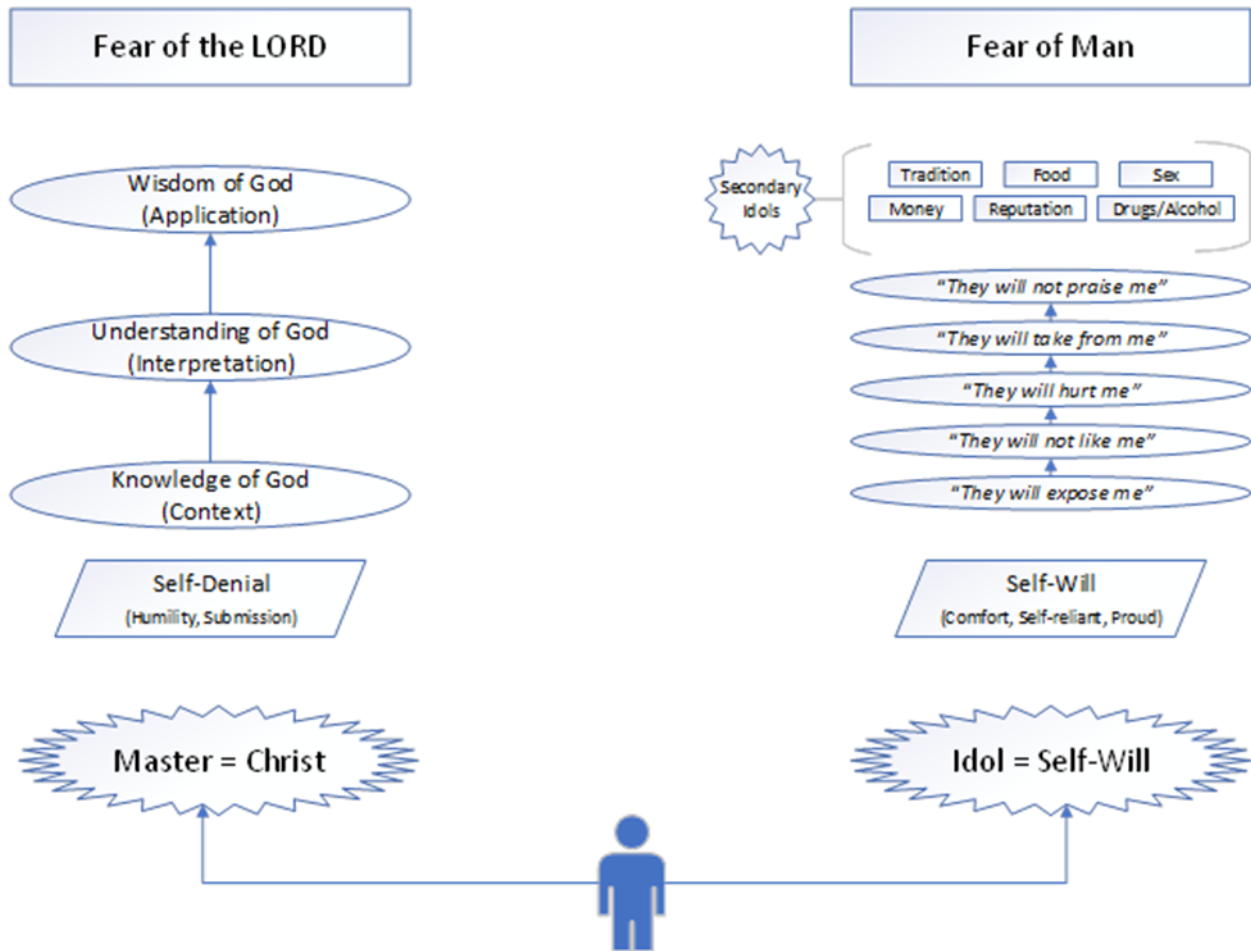 Fear of the LORD
Wisdom of God
(Application)
Understanding of God
(Interpretation)
Knowledge of God
(Context)
Self-Denial
(Humility, Submission)
Master = Christ
Fear of Man
Secondary
Idols
Tradition
Food
Sex
Money
Reputation
Drugs/Alcohol
“They will not praise me”
“They will take from me”
“They will hurt me”
“They will not like me”
“They will expose me”
Self-Will
(Comfort, Self-reliant, Proud)
Idol = Self-Will